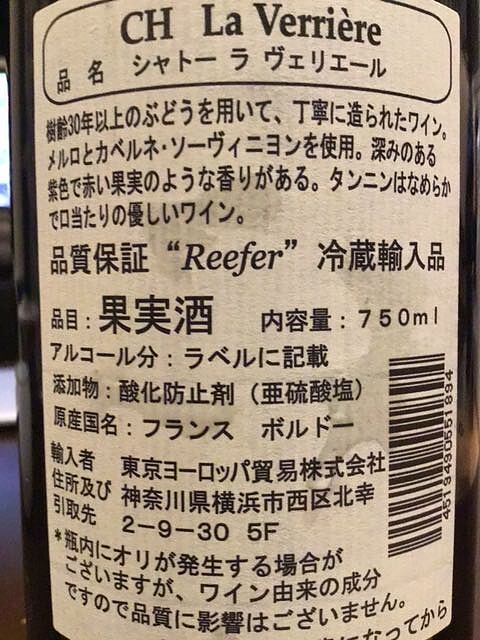 CH La Verrière
品名 シャトー ラ ヴェリエール
樹齢30年以上のぶどうを用いて、丁寧に造られたワイン。
メルロとカベルネ・ソーヴィニヨンを使用。深みのある
紫色で赤い果実のような香りがある。タンニンはなめらか
で口当たりの優しいワイン。
品質保証 “Reefer” 冷蔵輸入品
品目：果実酒 内容量：750ml
アルコール分：ラベルに記載
添加物：酸化防止剤（亜硫酸塩）
原産国名：フランス ボルドー
輸入者 東京ヨーロッパ貿易株式会社
住所及び 神奈川県横浜市西区北幸
引取先 2-9-30 5F
*瓶内にオリが発生する場合が
ございますが、ワイン由来の成分
ですので品質に影響はございません。
になってから
4519490551894